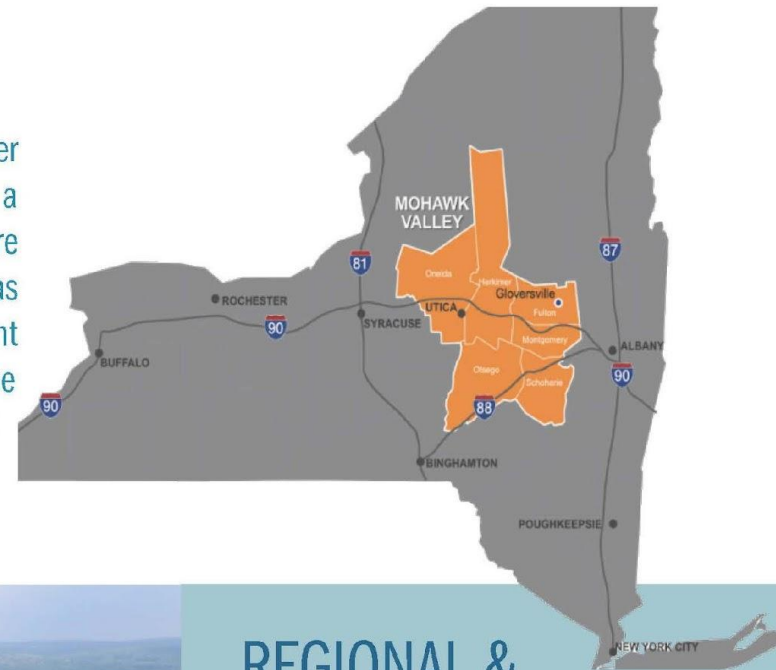 er
a
re
as
nt
e
MOHAWK
VALLEY
81
87
Oneida
Herkimer
Gloversville
Fulton
ROCHESTER
UTICA
90
SYRACUSE
Montgomery
ALBANY
BUFFALO
Otsego
90
Schoharie
90
88
BINGHAMTON
POUGHKEEPSIE
REGIONAL &
NEW YORK CITY